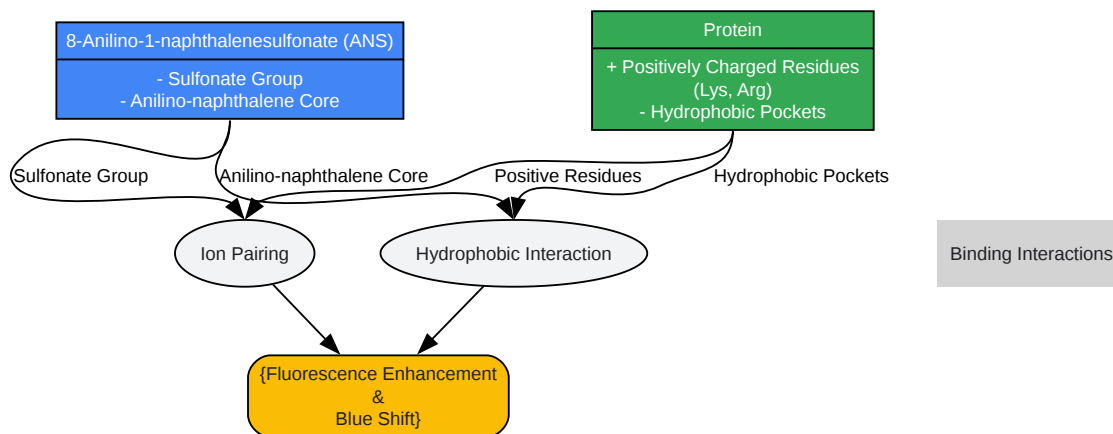 8-Anilino-1-naphthalenesulfonate (ANS)
- Sulfonate Group
- Anilino-naphthalene Core
Protein
+ Positively Charged Residues
(Lys, Arg)
- Hydrophobic Pockets
Sulfonate Group
Anilino-naphthalene Core
Positive Residues
Hydrophobic Pockets
Ion Pairing
Hydrophobic Interaction
Binding Interactions
{Fluorescence Enhancement
&
Blue Shift}